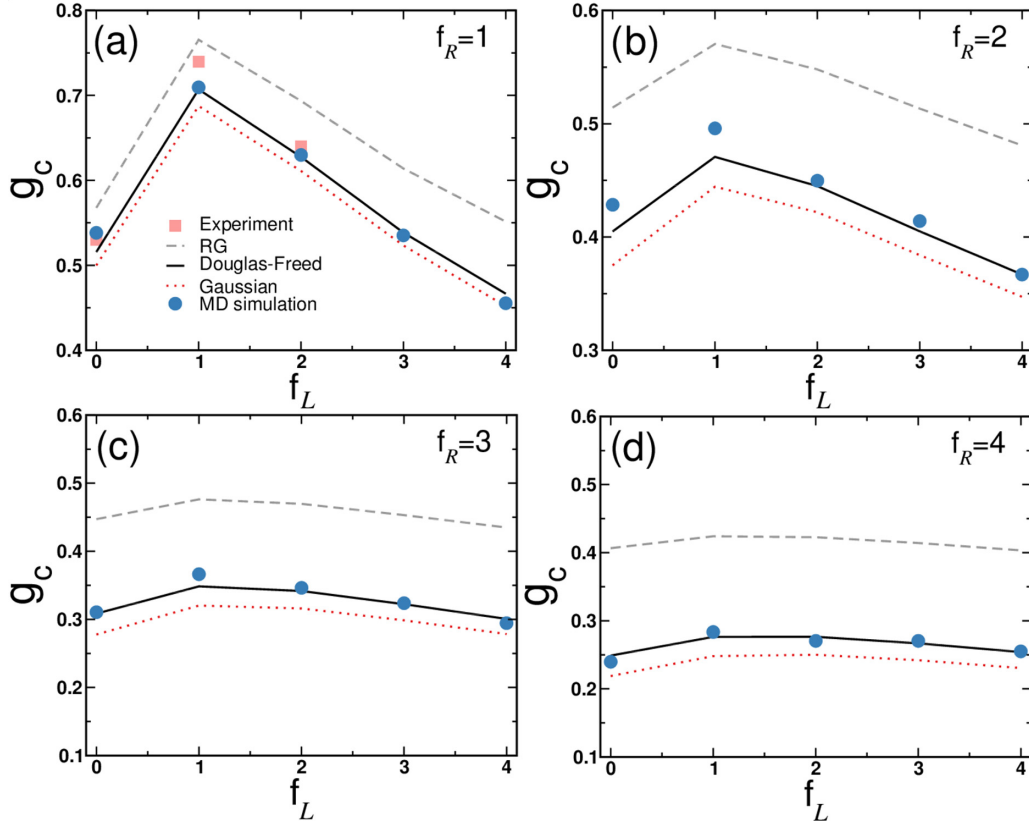 (a)
f_R=1
0.8
0.7
0.6
0.5
0.4
g_c
Experiment
RG
Douglas-Freed
Gaussian
MD simulation
0 1 2 3 4
f_L
(b)
f_R=2
0.6
0.5
0.4
0.3
g_c
0 1 2 3 4
f_L
(c)
f_R=3
0.6
0.5
0.4
0.3
0.2
0.1
g_c
0 1 2 3 4
f_L
(d)
f_R=4
0.6
0.5
0.4
0.3
0.2
0.1
g_c
0 1 2 3 4
f_L